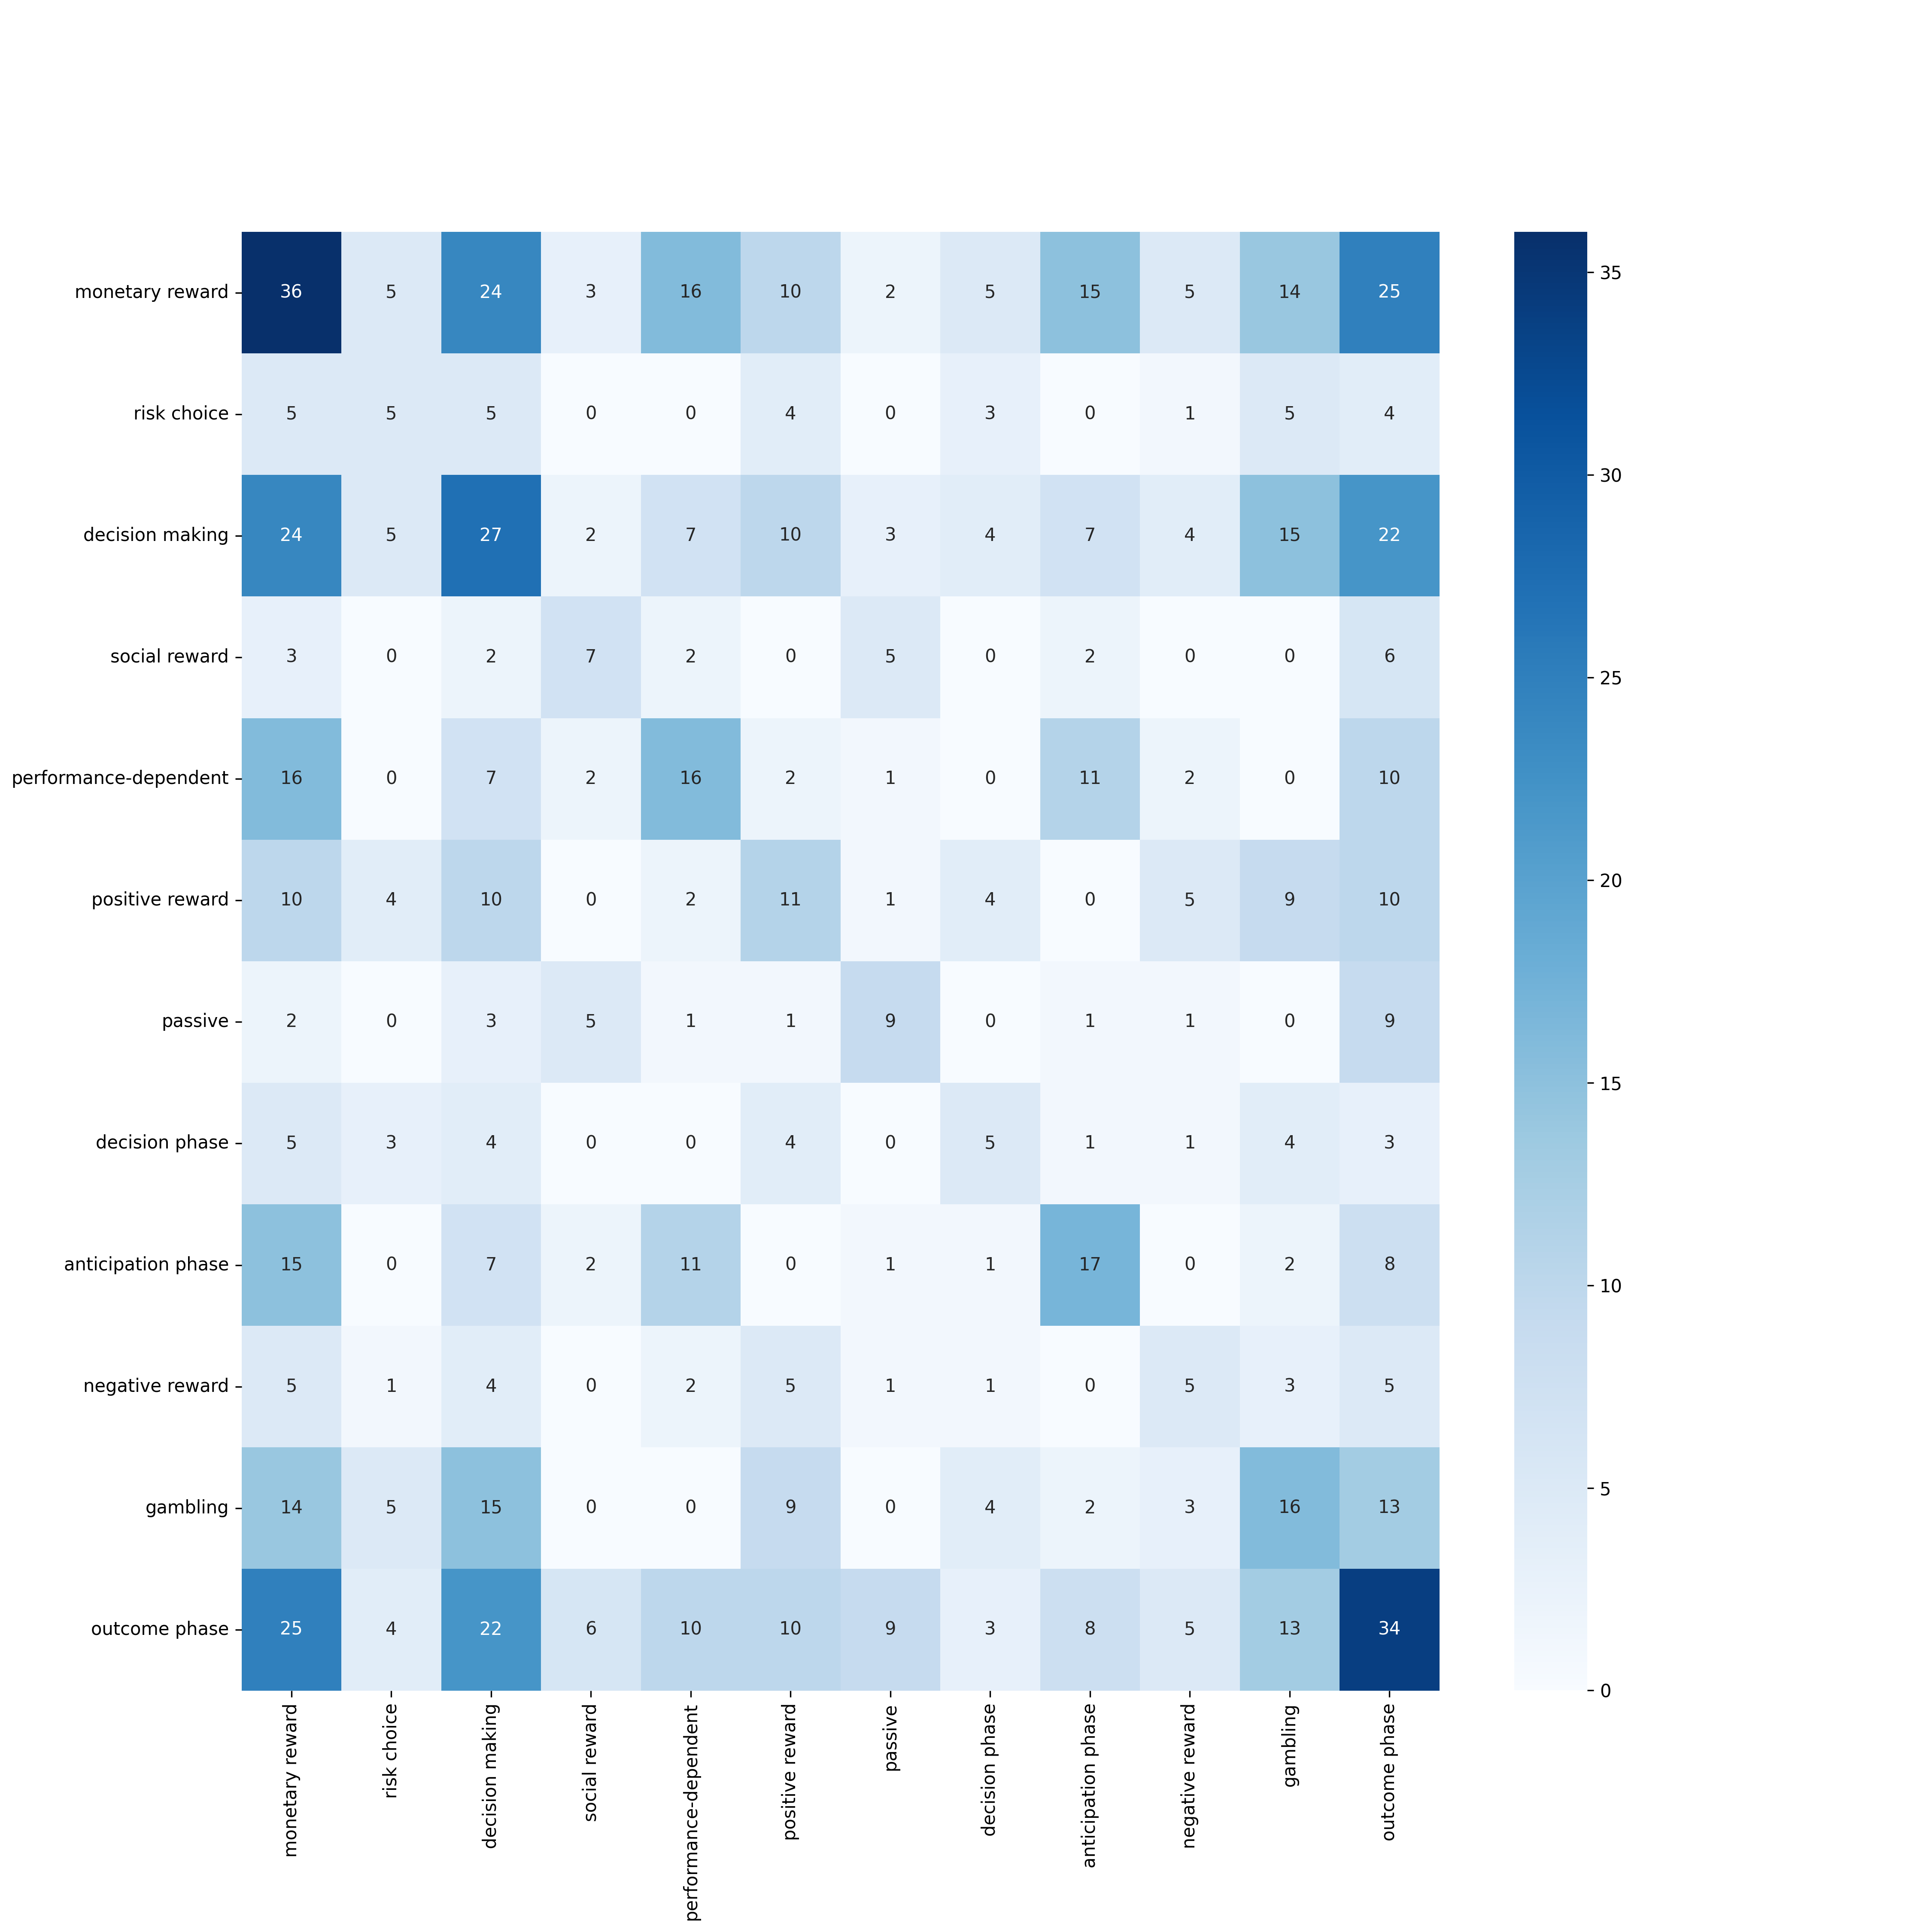 monetary reward 36 5 24 3 16 10 2 5 15 5 14 25
risk choice 5 5 5 0 0 4 0 3 0 1 5 4
decision making 24 5 27 2 7 10 3 4 7 4 15 22
social reward 3 0 2 7 2 0 5 0 2 0 0 6
performance-dependent 16 0 7 2 16 2 1 0 11 2 0 10
positive reward 10 4 10 0 2 11 1 4 0 5 9 10
passive 2 0 3 5 1 1 9 0 1 1 0 9
decision phase 5 3 4 0 0 4 0 5 1 1 4 3
anticipation phase 15 0 7 2 11 0 1 1 17 0 2 8
negative reward 5 1 4 0 2 5 1 1 0 5 3 5
gambling 14 5 15 0 0 9 0 4 2 3 16 13
outcome phase 25 4 22 6 10 10 9 3 8 5 13 34
monetary reward
risk choice
decision making
social reward
performance-dependent
positive reward
passive
decision phase
anticipation phase
negative reward
gambling
outcome phase
35
30
25
20
15
10
5
0